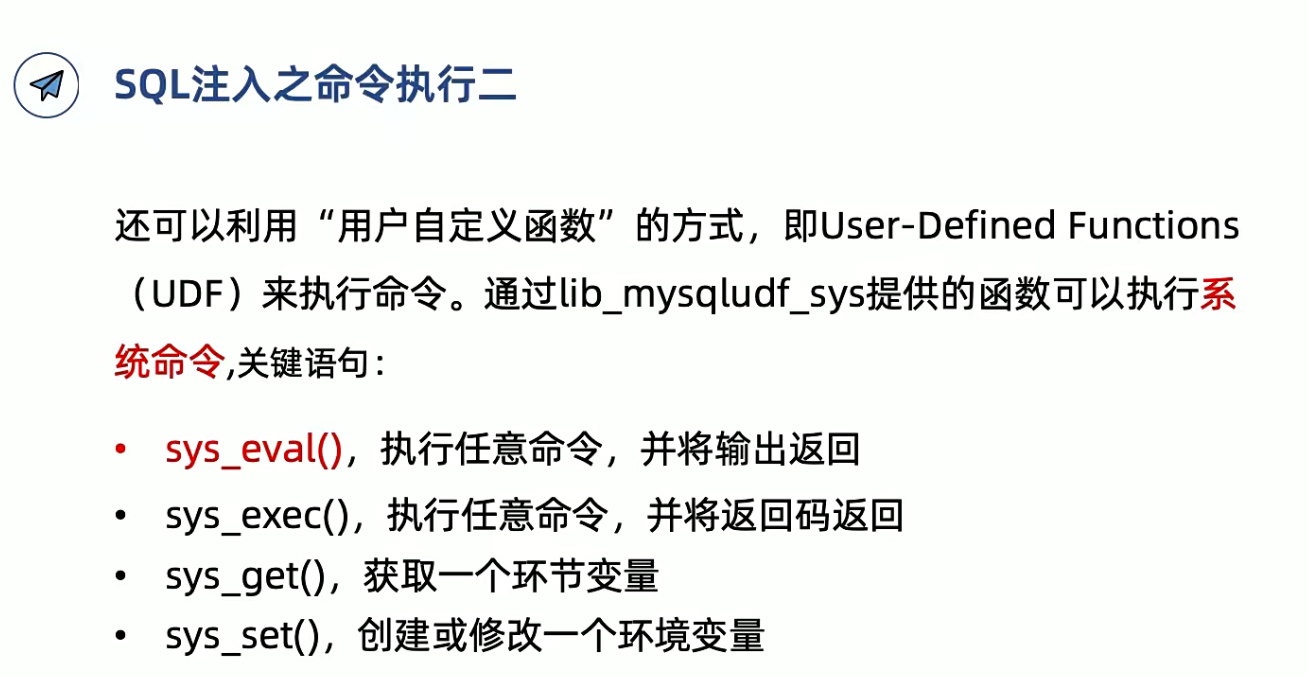 SQL注入之命令执行二
还可以利用“用户自定义函数”的方式，即User-Defined Functions
（UDF）来执行命令。通过lib_mysqludf_sys提供的函数可以执行系
统命令,关键语句：
• sys_eval()，执行任意命令，并将输出返回
• sys_exec()，执行任意命令，并将返回码返回
• sys_get()，获取一个环节变量
• sys_set()，创建或修改一个环境变量